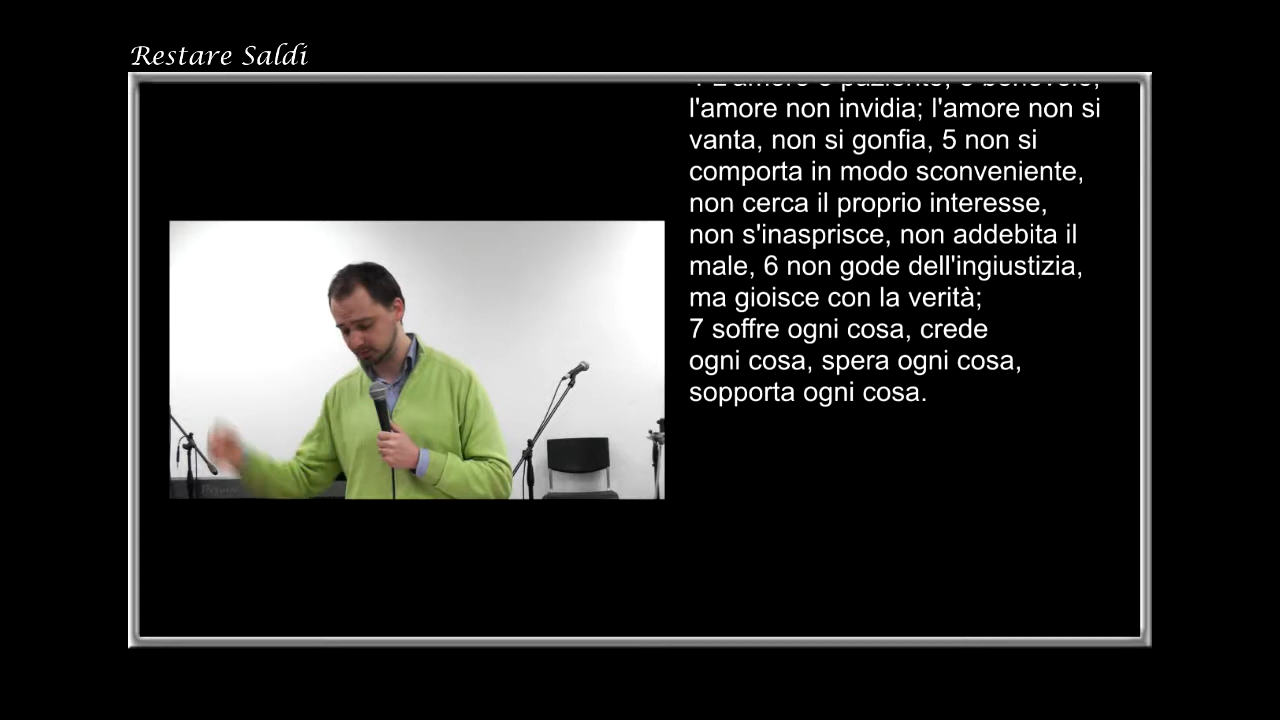 Restare Saldi
l'amore non invidia; l'amore non si
vanta, non si gonfia, 5 non si
comporta in modo sconveniente,
non cerca il proprio interesse,
non s'inasprisce, non addebita il
male, 6 non gode dell'ingiustizia,
ma gioisce con la verità;
7 soffre ogni cosa, crede
ogni cosa, spera ogni cosa,
sopporta ogni cosa.